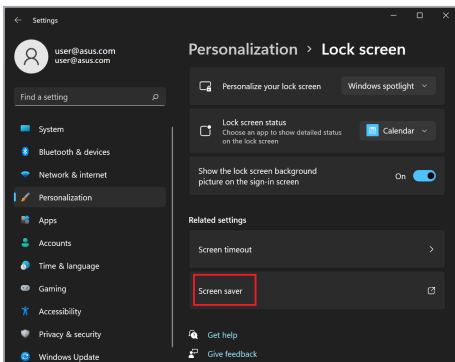 Settings
user@asus.com
user@asus.com
Find a setting
System
Bluetooth & devices
Network & internet
Personalization
Apps
Accounts
Time & language
Gaming
Accessibility
Privacy & security
Windows Update
Personalization > Lock screen
Personalize your lock screen
Windows spotlight
Lock screen status
Choose an app to show detailed status
on the lock screen
Calendar
Show the lock screen background
picture on the sign-in screen
On
Related settings
Screen timeout
Screen saver
Get help
Give feedback